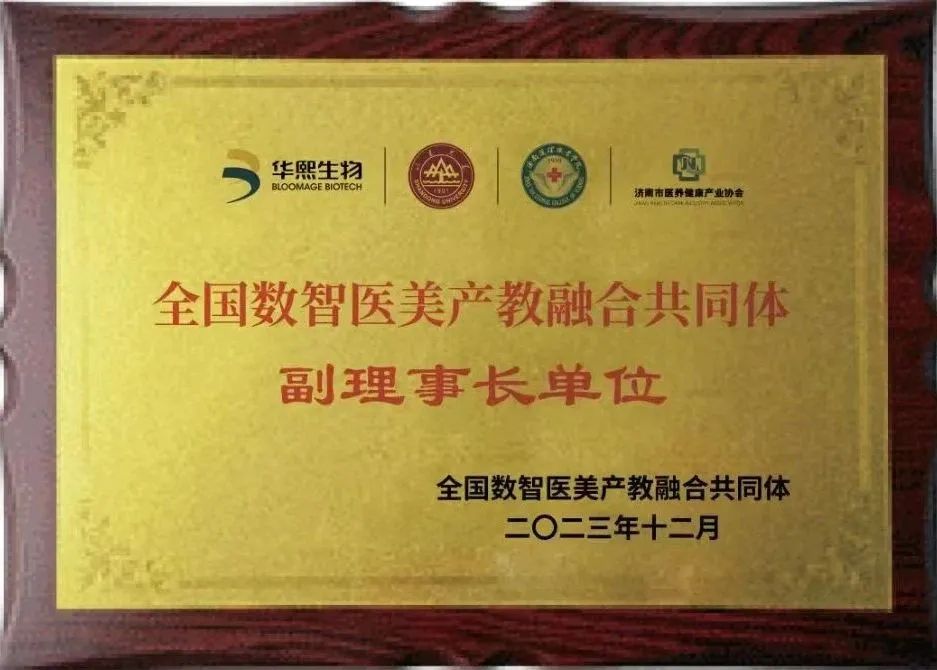 华熙生物
BLOOMAGE BIOTECH
SHANDONG UNIVERSITY
1901
济南市医养健康产业协会
全国数智医美产教融合共同体
副理事长单位
全国数智医美产教融合共同体
二〇二三年十二月